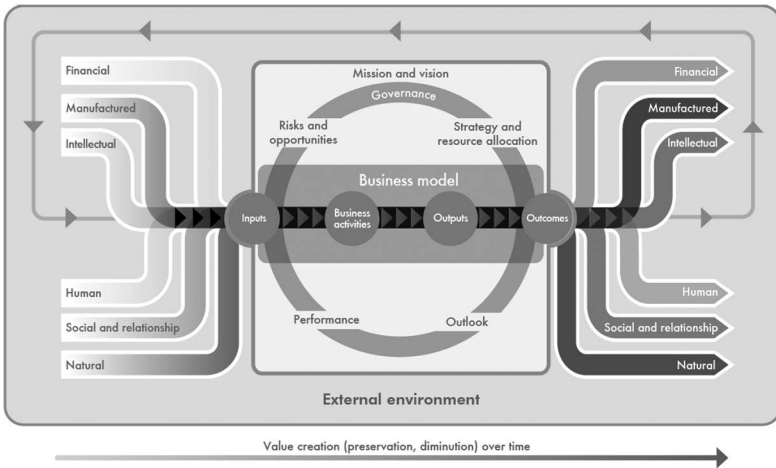 Financial
Manufactured
Intellectual
Human
Social and relationship
Natural
Mission and vision
Governance
Risks and
opportunities
Strategy and
resource allocation
Business model
Inputs
Business
activities
Outputs
Outcomes
Performance
Outlook
Financial
Manufactured
Intellectual
Human
Social and relationship
Natural
External environment
Value creation (preservation, diminution) over time